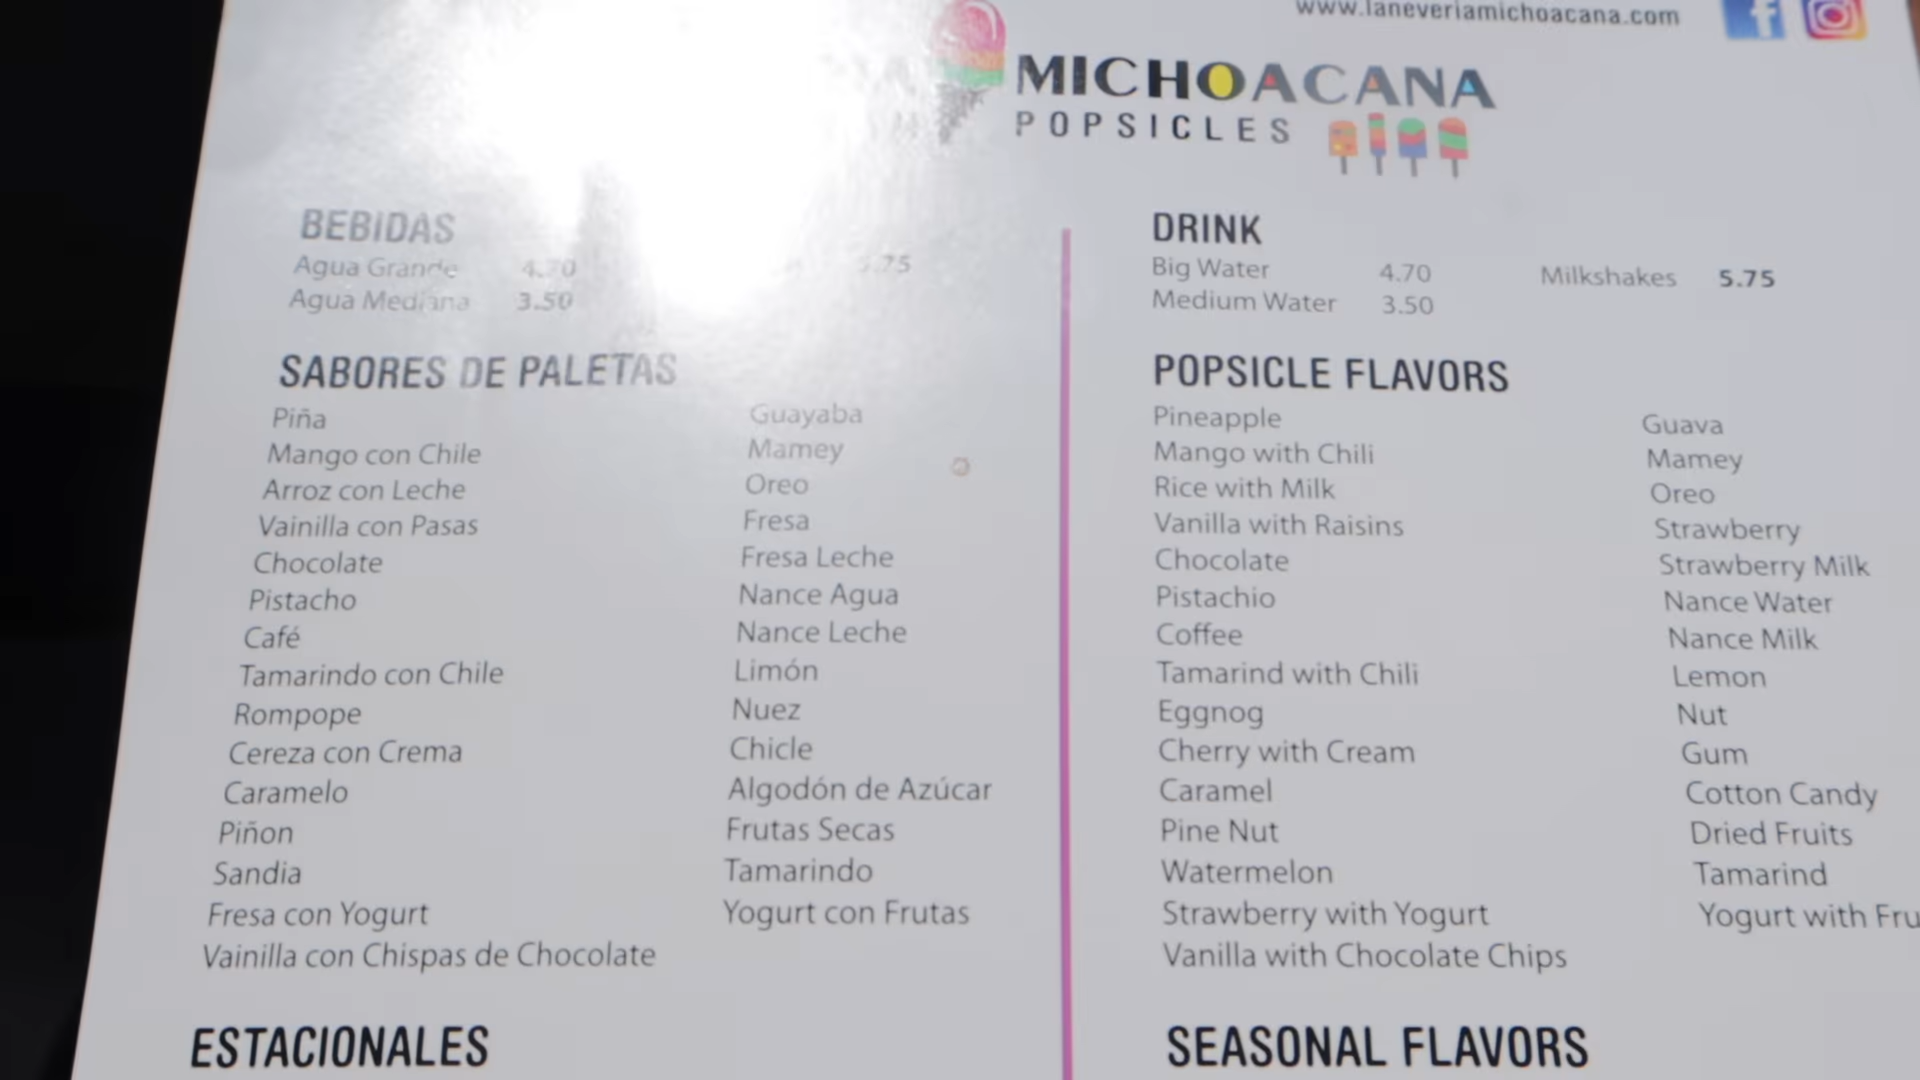 www.laneveriamichoacana.com
MICHOACANA
POPSICLES
BEBIDAS
Agua Grande 4.70
Agua Mediana 3.50
SABORES DE PALETAS
Piña
Mango con Chile
Arroz con Leche
Vainilla con Pasas
Chocolate
Pistacho
Café
Tamarindo con Chile
Rompope
Cereza con Crema
Caramelo
Piñon
Sandia
Fresa con Yogurt
Vainilla con Chispas de Chocolate
Guayaba
Mamey
Oreo
Fresa
Fresa Leche
Nance Agua
Nance Leche
Limón
Nuez
Chicle
Algodón de Azúcar
Frutas Secas
Tamarindo
Yogurt con Frutas
ESTACIONALES
DRINK
Big Water 4.70 Milkshakes 5.75
Medium Water 3.50
POPSICLE FLAVORS
Pineapple
Mango with Chili
Rice with Milk
Vanilla with Raisins
Chocolate
Pistachio
Coffee
Tamarind with Chili
Eggnog
Cherry with Cream
Caramel
Pine Nut
Watermelon
Strawberry with Yogurt
Vanilla with Chocolate Chips
Guava
Mamey
Oreo
Strawberry
Strawberry Milk
Nance Water
Nance Milk
Lemon
Nut
Gum
Cotton Candy
Dried Fruits
Tamarind
Yogurt with Fru
SEASONAL FLAVORS